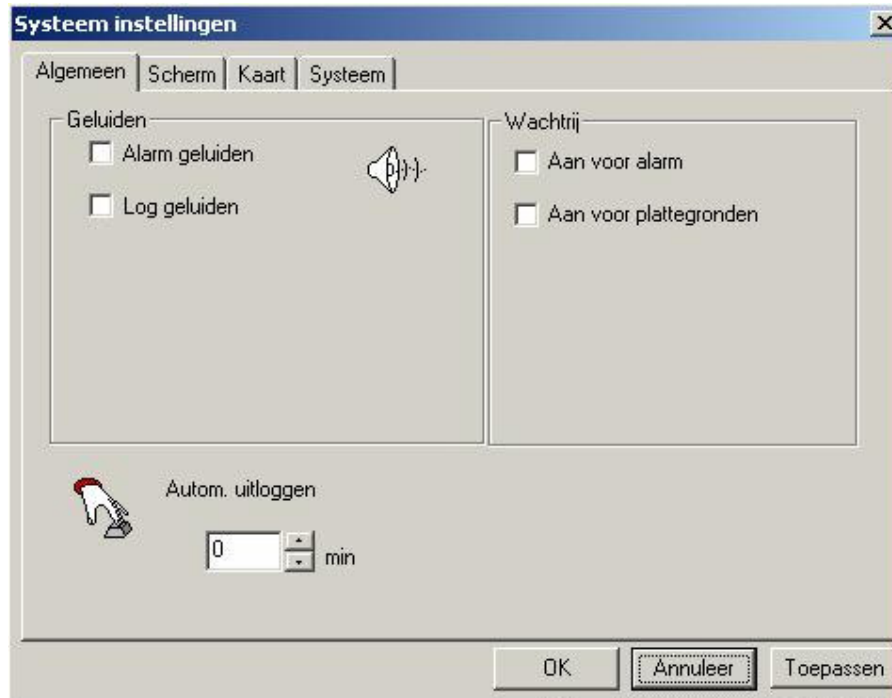 Systeem instellingen
Algemeen
Scherm
Kaart
Systeem
Geluiden
Alarm geluiden
Log geluiden
Wachtrij
Aan voor alarm
Aan voor plattegronden
Autom. uitloggen
0
min
OK
Annuleer
Toepassen